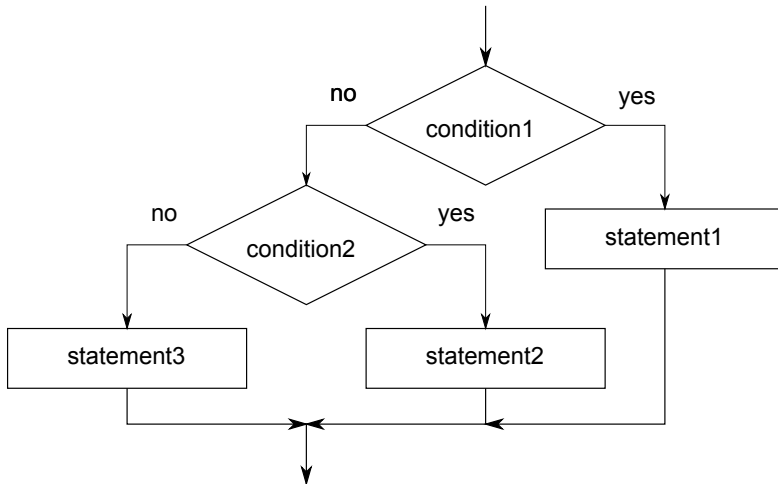 no
yes
condition1
no
yes
statement1
condition2
statement3
statement2